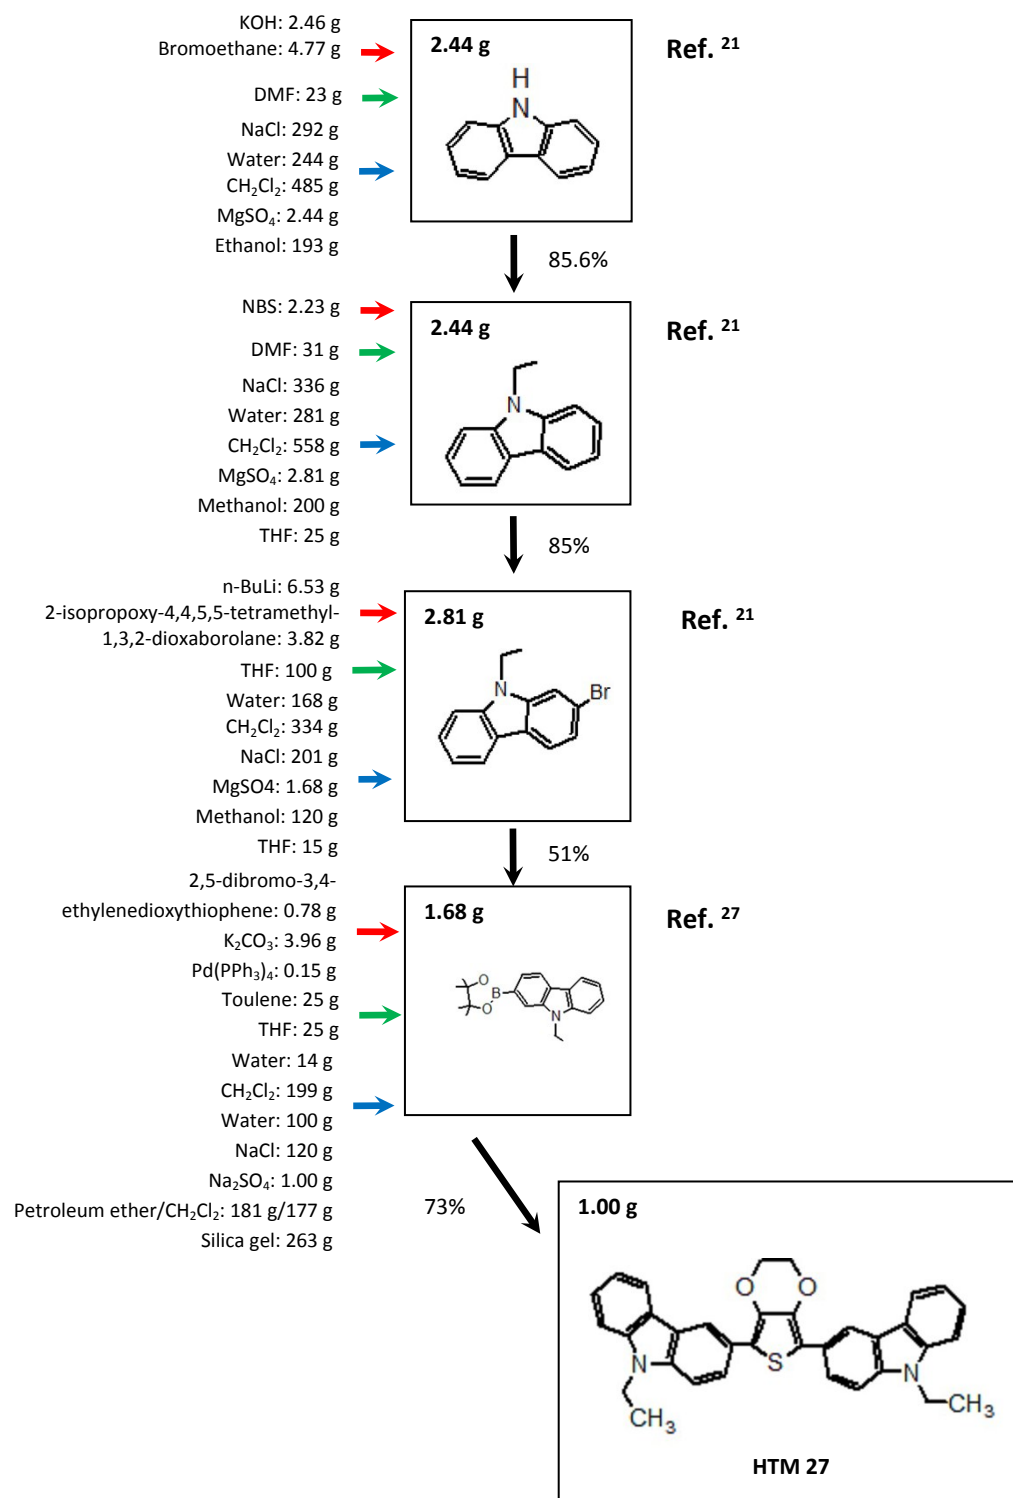 KOH: 2.46 g
Bromoethane: 4.77 g
DMF: 23 g
NaCl: 292 g
Water: 244 g
CH₂Cl₂: 485 g
MgSO₄: 2.44 g
Ethanol: 193 g
2.44 g
H
N
Ref. ²¹
85.6%
NBS: 2.23 g
DMF: 31 g
NaCl: 336 g
Water: 281 g
CH₂Cl₂: 558 g
MgSO₄: 2.81 g
Methanol: 200 g
THF: 25 g
2.44 g
N
Ref. ²¹
85%
n-BuLi: 6.53 g
2-isopropoxy-4,4,5,5-tetramethyl-
1,3,2-dioxaborolane: 3.82 g
THF: 100 g
Water: 168 g
CH₂Cl₂: 334 g
NaCl: 201 g
MgSO4: 1.68 g
Methanol: 120 g
THF: 15 g
2.81 g
N
Br
Ref. ²¹
51%
2,5-dibromo-3,4-
ethylenedioxythiophene: 0.78 g
K₂CO₃: 3.96 g
Pd(PPh₃)₄: 0.15 g
Toulene: 25 g
THF: 25 g
Water: 14 g
CH₂Cl₂: 199 g
Water: 100 g
NaCl: 120 g
Na₂SO₄: 1.00 g
Petroleum ether/CH₂Cl₂: 181 g/177 g
Silica gel: 263 g
1.68 g
O
B
O
N
Ref. ²⁷
73%
1.00 g
O O
S
N N
CH₃ CH₃
HTM 27